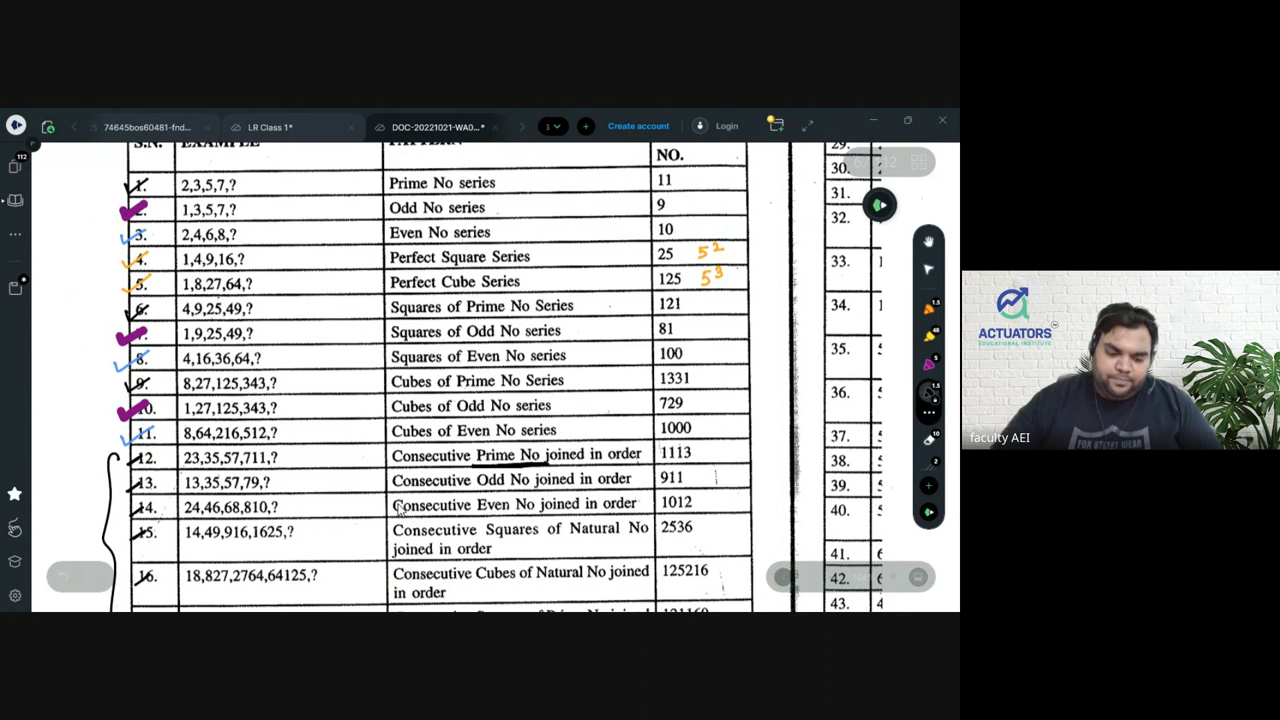 112
74645bos60481-fnd...
LR Class 1*
DOC-20221021-WA0...*
3
Create account
Login
S.N. EXAMPLE PATTERN NO.
1. 2,3,5,7,? Prime No series 11
2. 1,3,5,7,? Odd No series 9
3. 2,4,6,8,? Even No series 10
4. 1,4,9,16,? Perfect Square Series 25 5²
5. 1,8,27,64,? Perfect Cube Series 125 5³
6. 4,9,25,49,? Squares of Prime No Series 121
7. 1,9,25,49,? Squares of Odd No series 81
8. 4,16,36,64,? Squares of Even No series 100
9. 8,27,125,343,? Cubes of Prime No Series 1331
10. 1,27,125,343,? Cubes of Odd No series 729
11. 8,64,216,512,? Cubes of Even No series 1000
12. 23,35,57,711,? Consecutive Prime No joined in order 1113
13. 13,35,57,79,? Consecutive Odd No joined in order 911
14. 24,46,68,810,? Consecutive Even No joined in order 1012
15. 14,49,916,1625,? Consecutive Squares of Natural No 2536
joined in order
16. 18,827,2764,64125,? Consecutive Cubes of Natural No joined 125216
in order
29.
30.
31.
32.
33.
34.
35.
36.
37.
38.
39.
40.
41.
42.
43.
ACTUATORS
EDUCATIONAL INSTITUTE
FOR STREET WEAR
faculty AEI